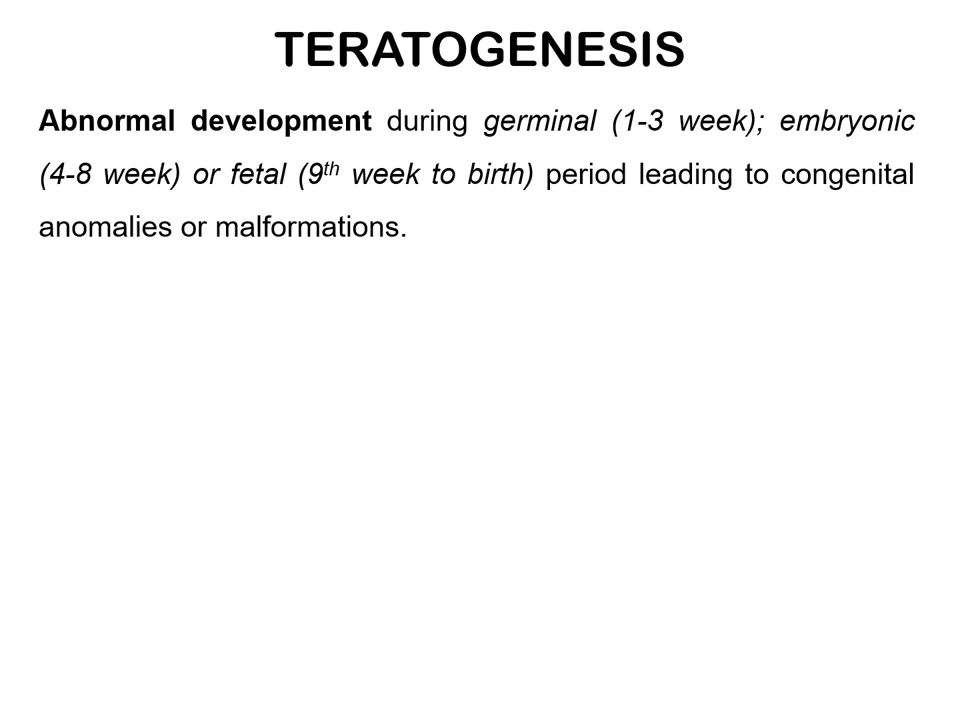 TERATOGENESIS
Abnormal development during germinal (1-3 week); embryonic
(4-8 week) or fetal (9th week to birth) period leading to congenital
anomalies or malformations.